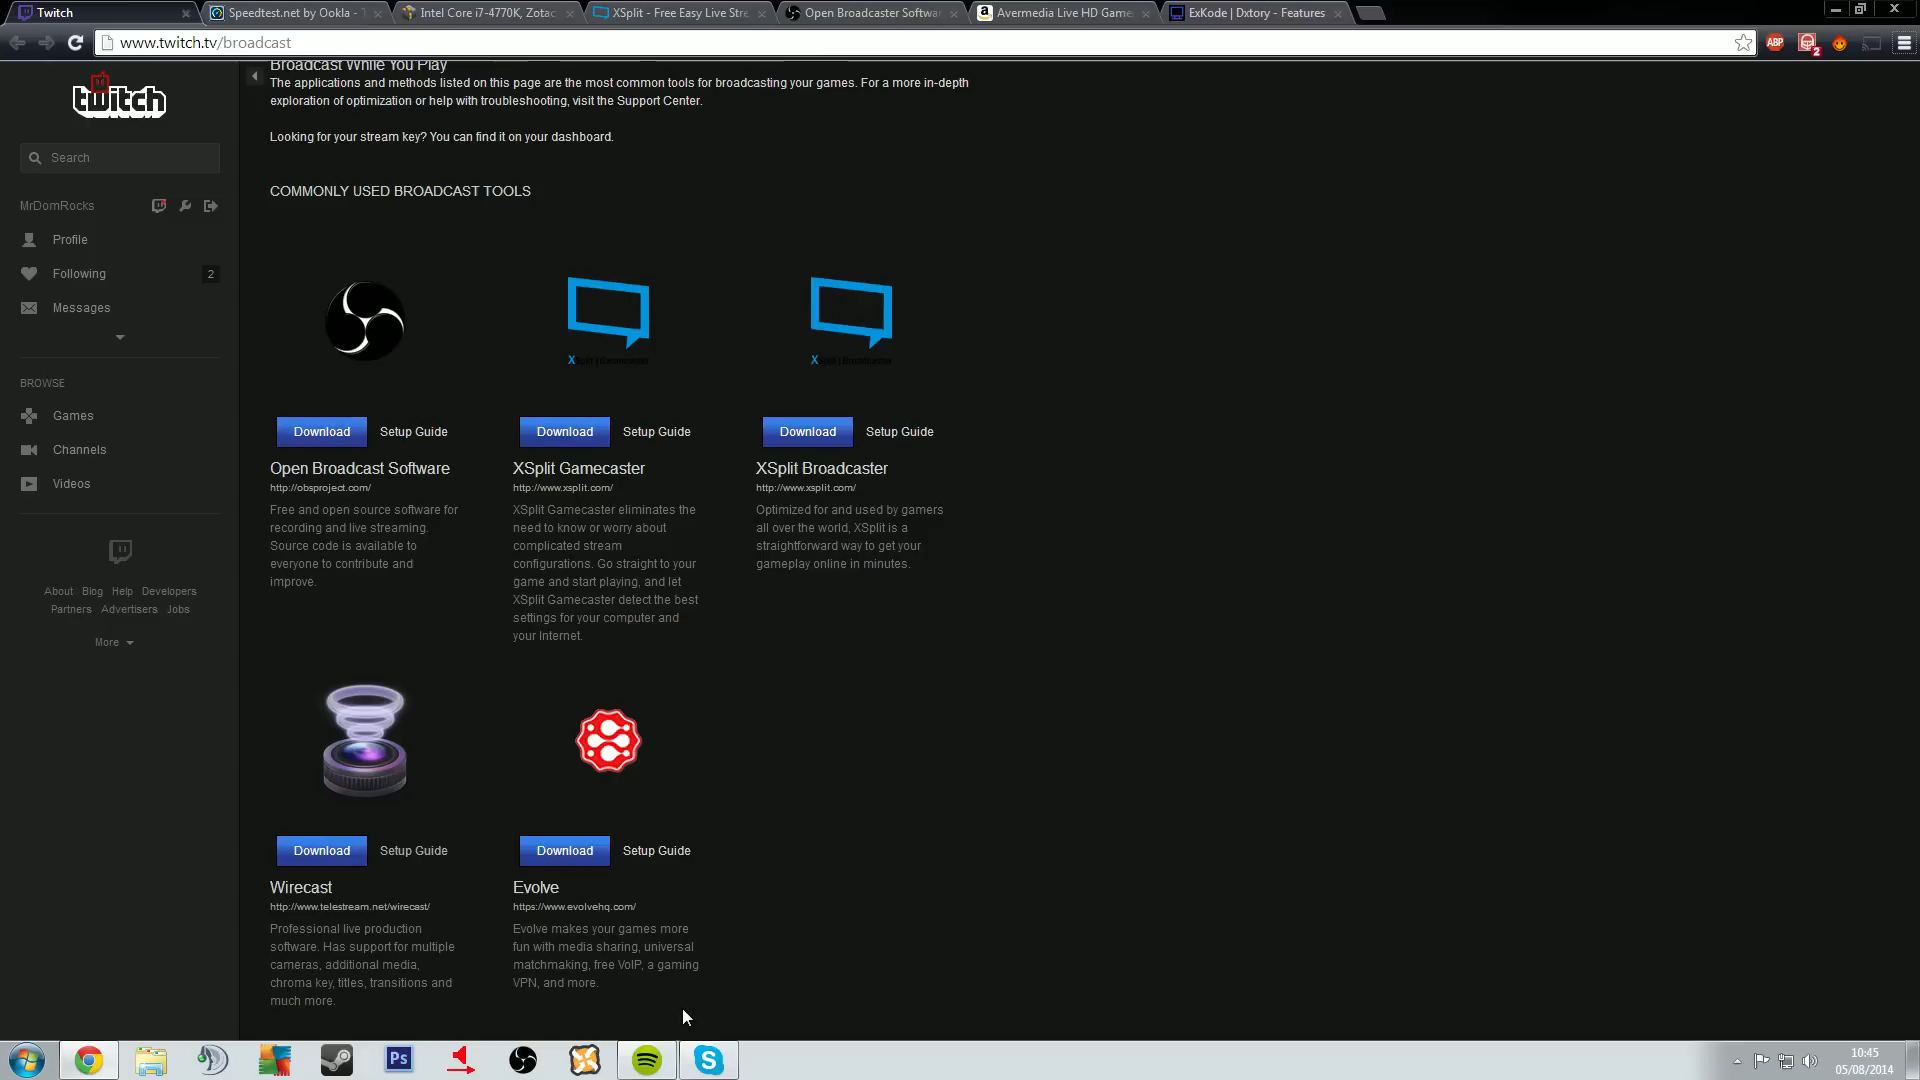 Twitch
Speedtest.net by Ookla - T
Intel Core i7-4770K, Zotac
XSplit - Free Easy Live Stre
Open Broadcaster Softwa
Avermedia Live HD Game
ExKode | Dxtory - Features
www.twitch.tv/broadcast
ABP
2
twitch
Search
MrDomRocks
Profile
Following
2
Messages
BROWSE
Games
Channels
Videos
About Blog Help Developers
Partners Advertisers Jobs
More
Broadcast While You Play
The applications and methods listed on this page are the most common tools for broadcasting your games. For a more in-depth
exploration of optimization or help with troubleshooting, visit the Support Center.
Looking for your stream key? You can find it on your dashboard.
COMMONLY USED BROADCAST TOOLS
XSplit | Gamecaster
XSplit | Broadcaster
Download Setup Guide
Open Broadcast Software
http://obsproject.com/
Free and open source software for
recording and live streaming.
Source code is available to
everyone to contribute and
improve.
Download Setup Guide
XSplit Gamecaster
http://www.xsplit.com/
XSplit Gamecaster eliminates the
need to know or worry about
complicated stream
configurations. Go straight to your
game and start playing, and let
XSplit Gamecaster detect the best
settings for your computer and
your Internet.
Download Setup Guide
XSplit Broadcaster
http://www.xsplit.com/
Optimized for and used by gamers
all over the world, XSplit is a
straightforward way to get your
gameplay online in minutes.
Download Setup Guide
Wirecast
http://www.telestream.net/wirecast/
Professional live production
software. Has support for multiple
cameras, additional media,
chroma key, titles, transitions and
much more.
Download Setup Guide
Evolve
https://www.evolvehq.com/
Evolve makes your games more
fun with media sharing, universal
matchmaking, free VoIP, a gaming
VPN, and more.
Ps
10:45
05/08/2014